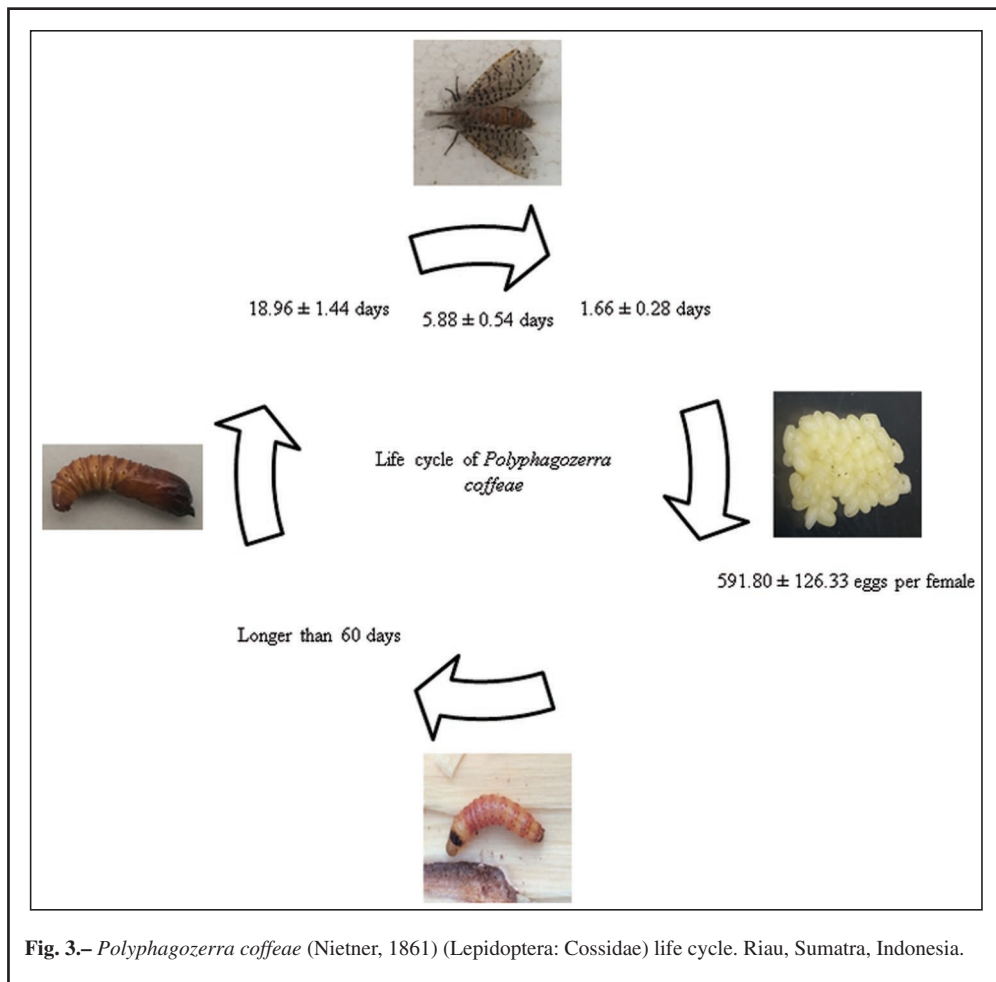 18.96 ± 1.44 days
5.88 ± 0.54 days
1.66 ± 0.28 days
Life cycle of Polyphagozerra
coffeae
591.80 ± 126.33 eggs per female
Longer than 60 days
Fig. 3.– Polyphagozerra coffeae (Nietner, 1861) (Lepidoptera: Cossidae) life cycle. Riau, Sumatra, Indonesia.